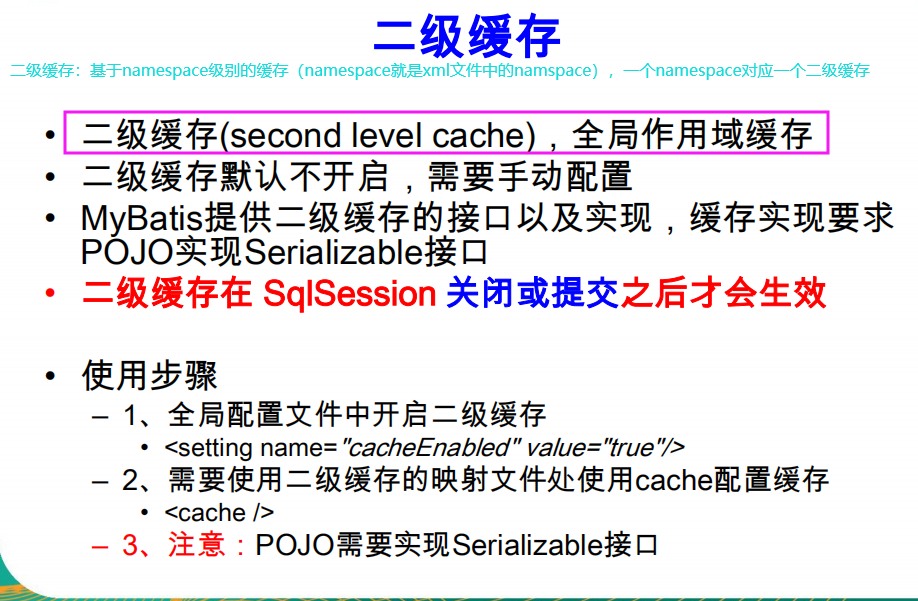 二级缓存
二级缓存：基于namespace级别的缓存（namespace就是xml文件中的namspace），一个namespace对应一个二级缓存
• 二级缓存(second level cache)，全局作用域缓存
• 二级缓存默认不开启，需要手动配置
• MyBatis提供二级缓存的接口以及实现，缓存实现要求
POJO实现Serializable接口
• 二级缓存在 SqlSession 关闭或提交之后才会生效
• 使用步骤
– 1、全局配置文件中开启二级缓存
• <setting name="cacheEnabled" value="true"/>
– 2、需要使用二级缓存的映射文件处使用cache配置缓存
• <cache />
– 3、注意：POJO需要实现Serializable接口